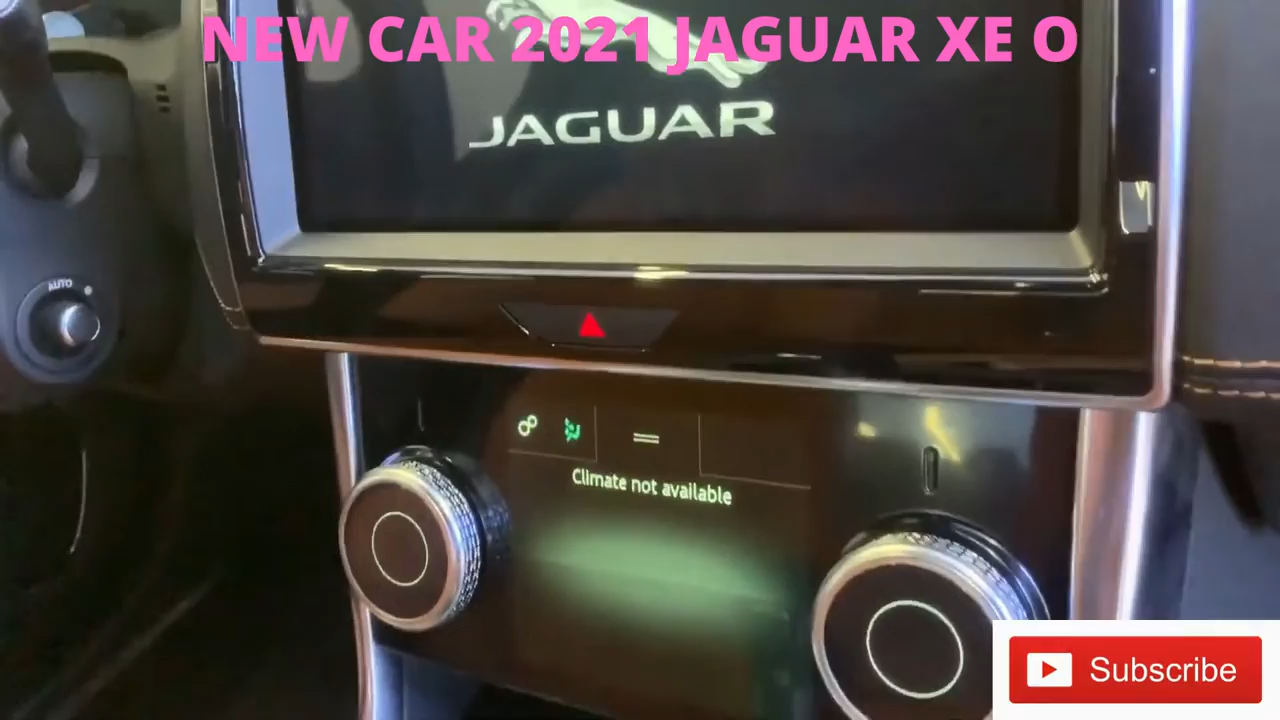 NEW CAR 2021 JAGUAR XE O
JAGUAR
AUTO
Climate not available
Subscribe